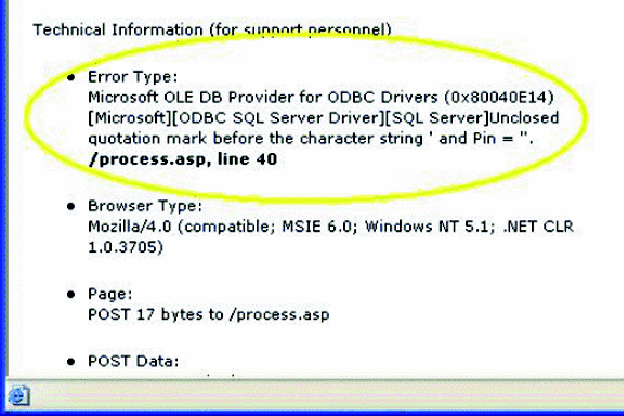 Technical Information (for support personnel)
Error Type:
Microsoft OLE DB Provider for ODBC Drivers (0x80040E14)
[Microsoft][ODBC SQL Server Driver][SQL Server]Unclosed
quotation mark before the character string ' and Pin = ''.
/process.asp, line 40
Browser Type:
Mozilla/4.0 (compatible; MSIE 6.0; Windows NT 5.1; .NET CLR
1.0.3705)
Page:
POST 17 bytes to /process.asp
POST Data: